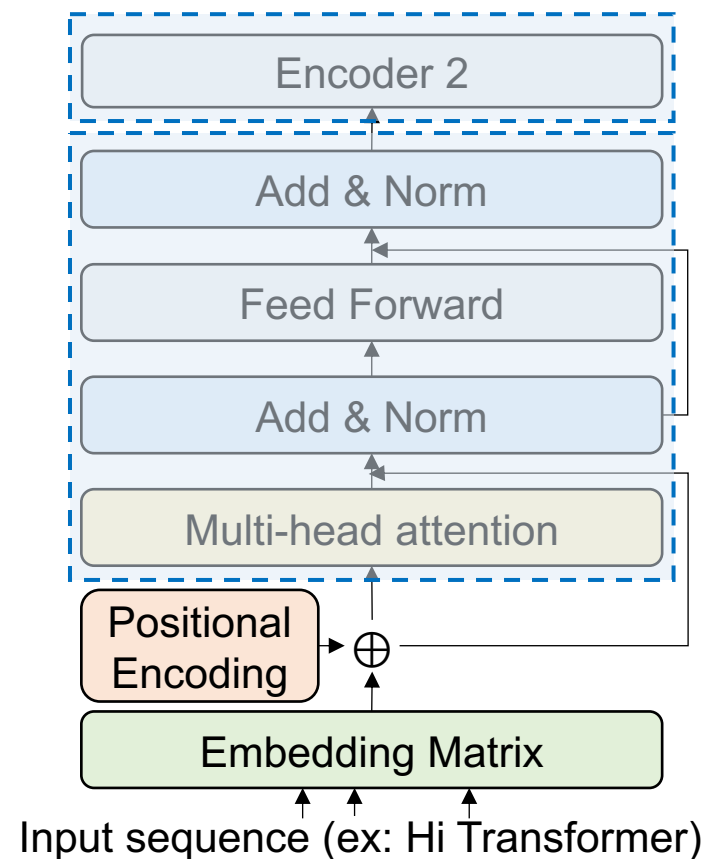 Encoder 2
Add & Norm
Feed Forward
Add & Norm
Multi-head attention
Positional
Encoding
Embedding Matrix
Input sequence (ex: Hi Transformer)